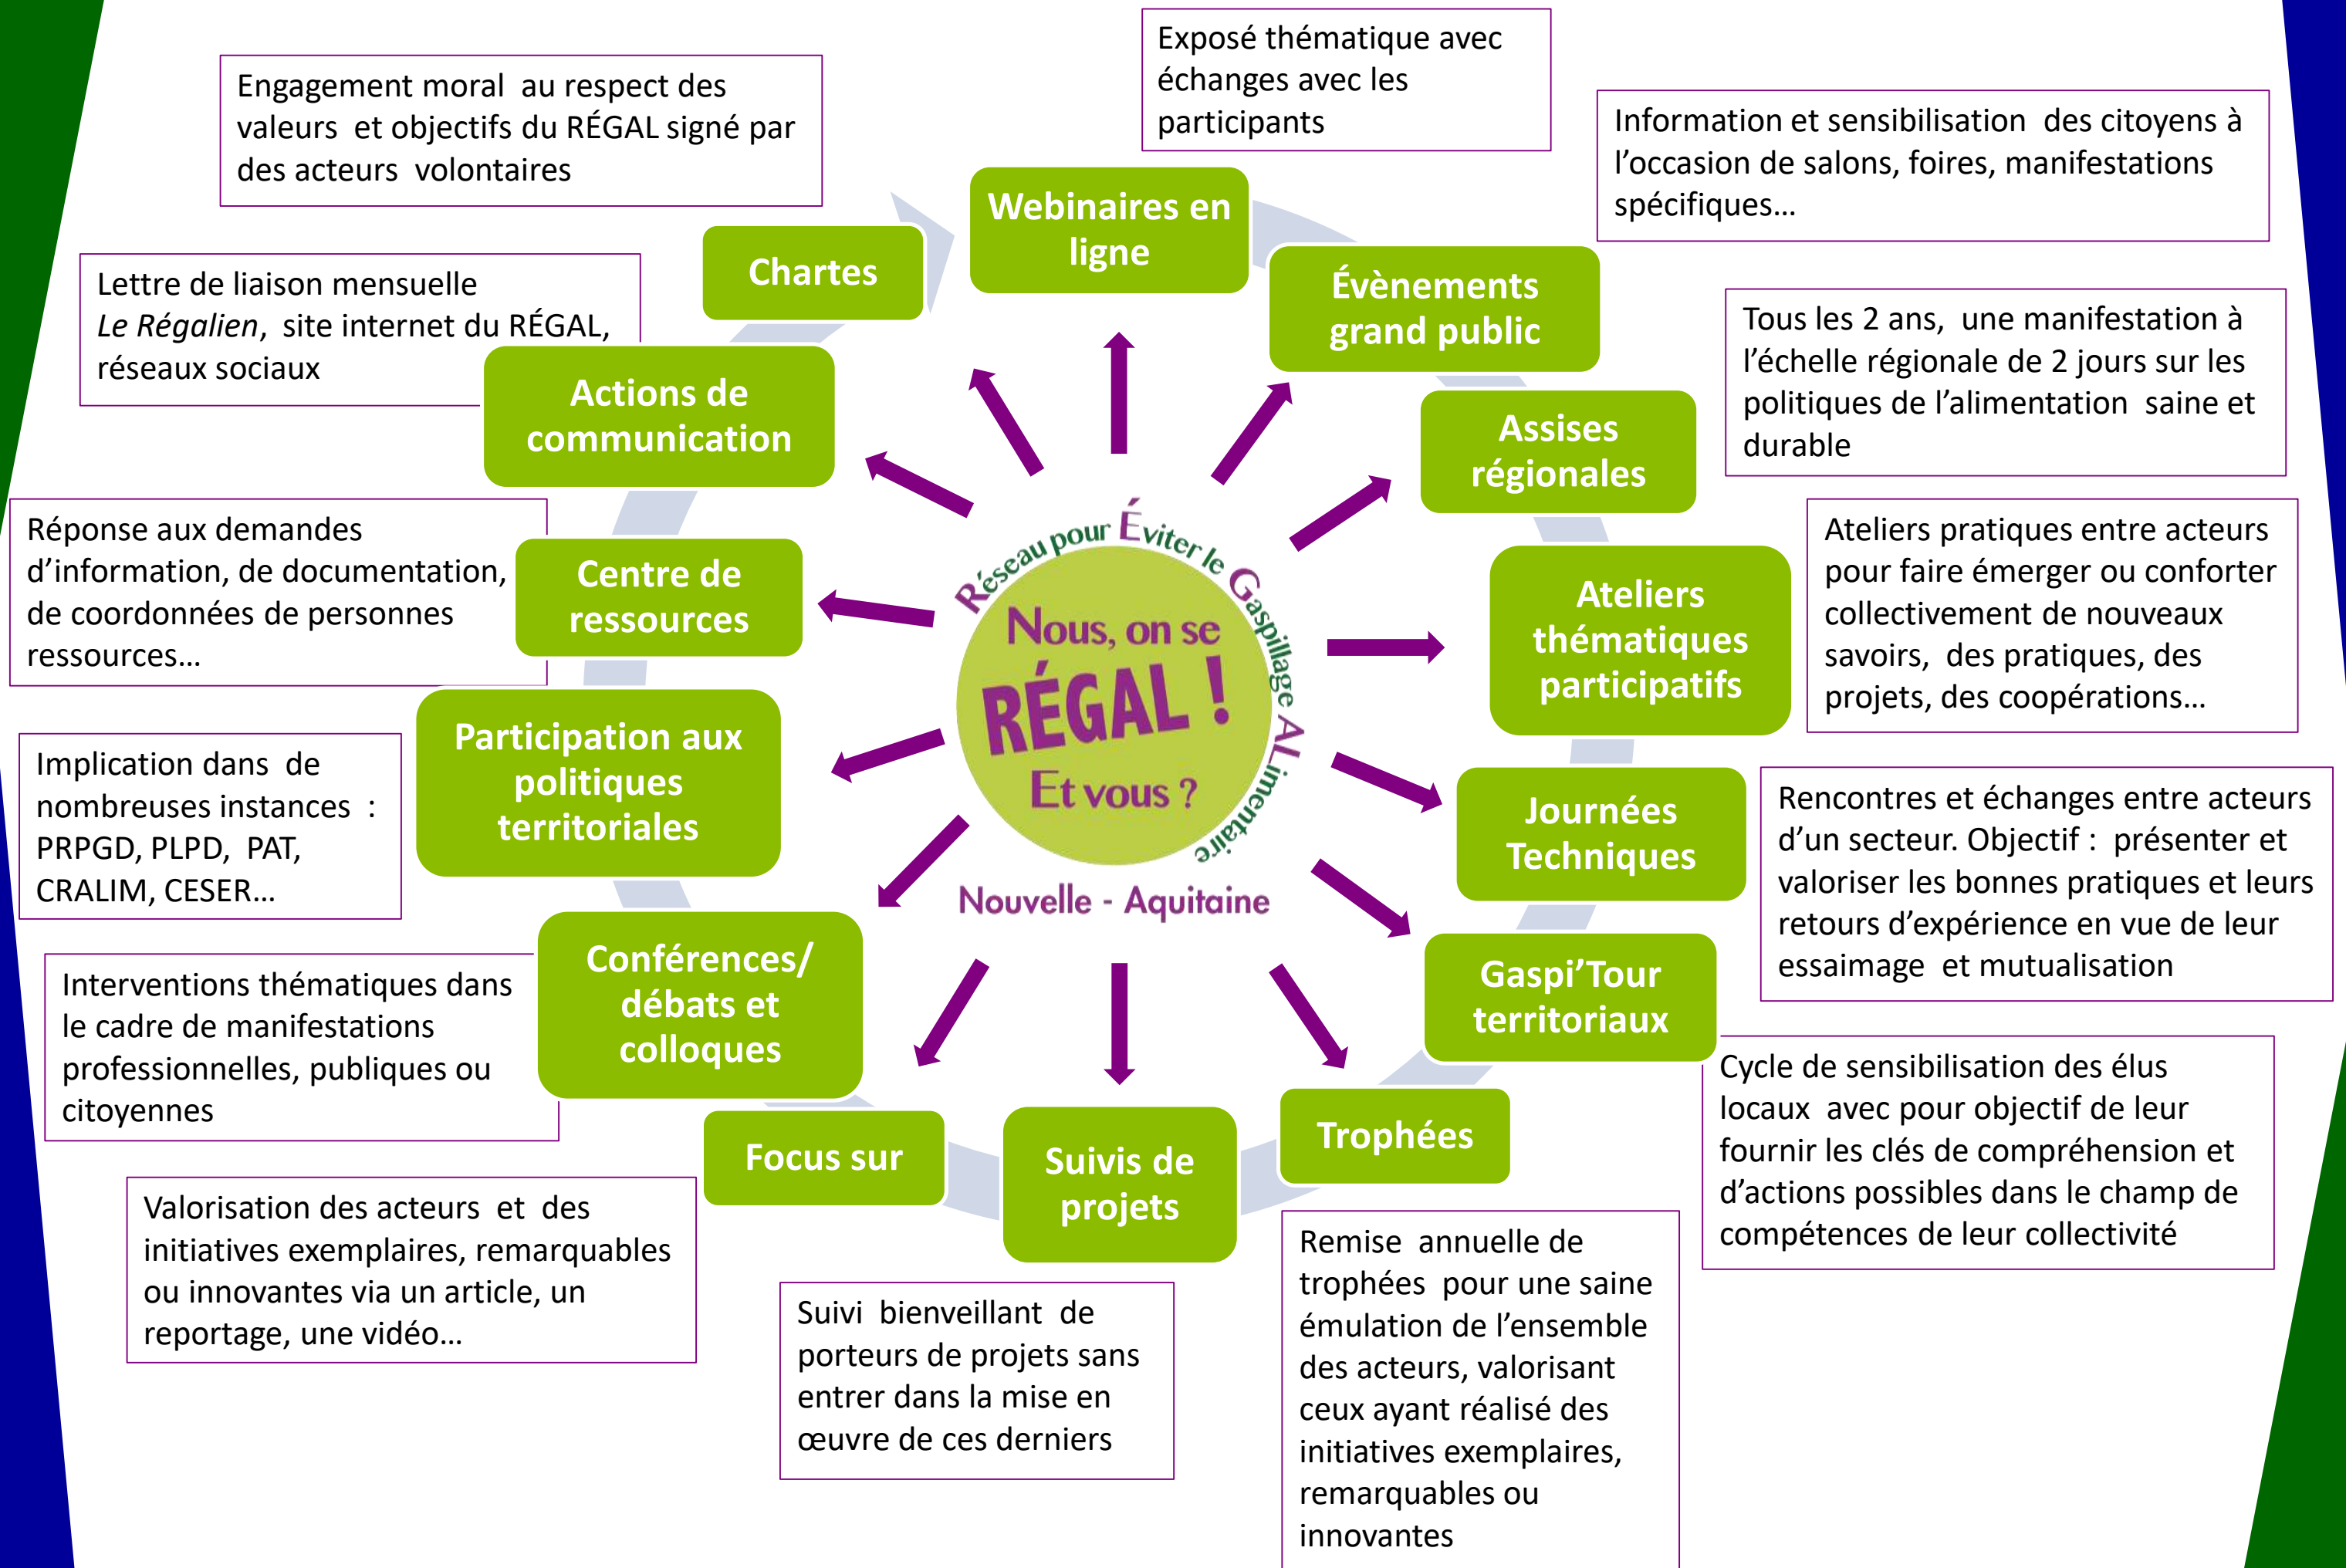 Exposé thématique avec
échanges avec les
participants
Webinaires en
ligne
Information et sensibilisation des citoyens à
l’occasion de salons, foires, manifestations
spécifiques…
Évènements
grand public
Tous les 2 ans, une manifestation à
l’échelle régionale de 2 jours sur les
politiques de l’alimentation saine et
durable
Assises
régionales
Ateliers pratiques entre acteurs
pour faire émerger ou conforter
collectivement de nouveaux
savoirs, des pratiques, des
projets, des coopérations…
Ateliers
thématiques
participatifs
Rencontres et échanges entre acteurs
d’un secteur. Objectif : présenter et
valoriser les bonnes pratiques et leurs
retours d’expérience en vue de leur
essaimage et mutualisation
Journées
Techniques
Gaspi’Tour
territoriaux
Cycle de sensibilisation des élus
locaux avec pour objectif de leur
fournir les clés de compréhension et
d’actions possibles dans le champ de
compétences de leur collectivité
Trophées
Remise annuelle de
trophées pour une saine
émulation de l’ensemble
des acteurs, valorisant
ceux ayant réalisé des
initiatives exemplaires,
remarquables ou
innovantes
Suivis de
projets
Suivi bienveillant de
porteurs de projets sans
entrer dans la mise en
œuvre de ces derniers
Focus sur
Valorisation des acteurs et des
initiatives exemplaires, remarquables
ou innovantes via un article, un
reportage, une vidéo…
Conférences/
débats et
colloques
Interventions thématiques dans
le cadre de manifestations
professionnelles, publiques ou
citoyennes
Participation aux
politiques
territoriales
Implication dans de
nombreuses instances :
PRPGD, PLPD, PAT,
CRALIM, CESER…
Centre de
ressources
Réponse aux demandes
d’information, de documentation,
de coordonnées de personnes
ressources…
Actions de
communication
Lettre de liaison mensuelle
Le Régalien, site internet du RÉGAL,
réseaux sociaux
Chartes
Engagement moral au respect des
valeurs et objectifs du RÉGAL signé par
des acteurs volontaires
Réseau pour Éviter le Gaspillage ALimentaire
Nous, on se
RÉGAL !
Et vous ?
Nouvelle - Aquitaine